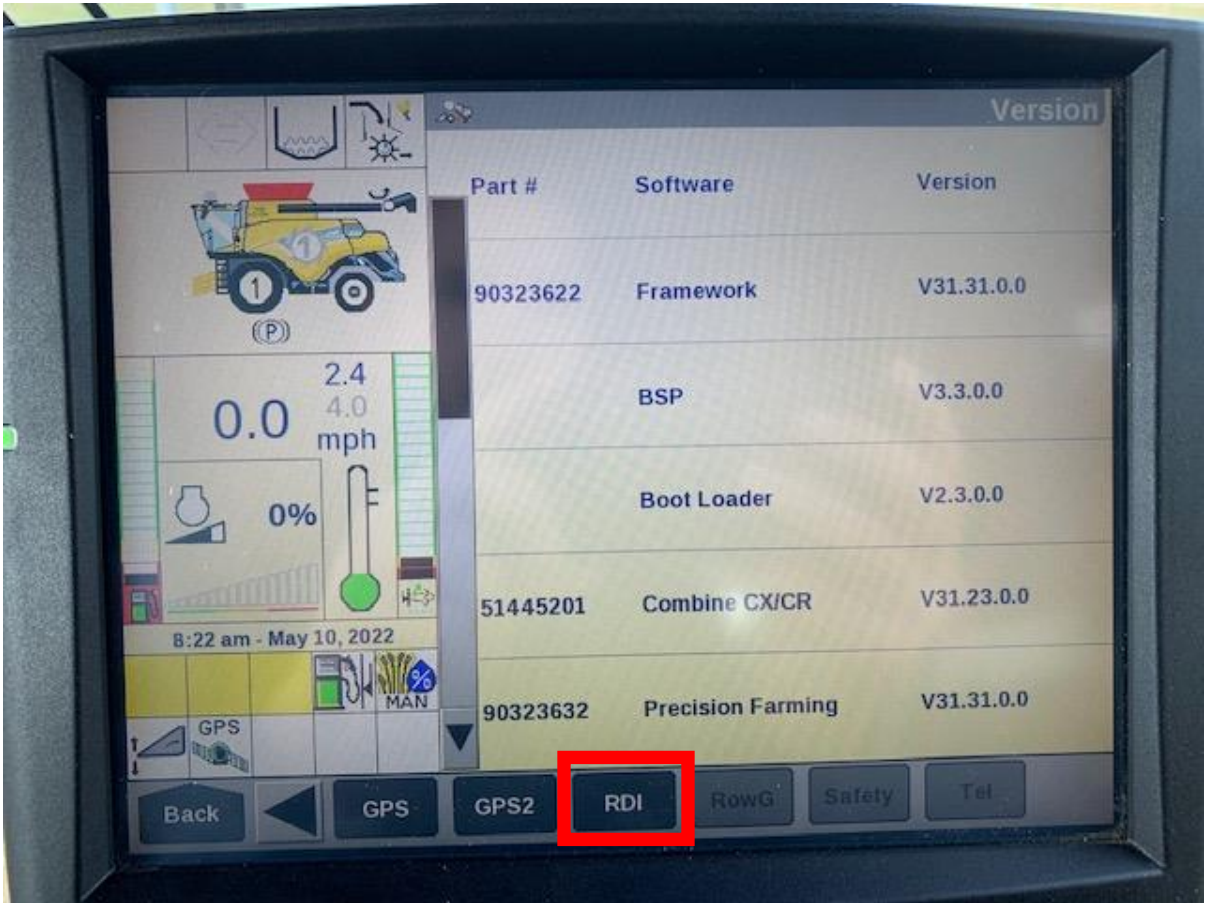 Version
Part # Software Version
90323622 Framework V31.31.0.0
BSP V3.3.0.0
Boot Loader V2.3.0.0
51445201 Combine CX/CR V31.23.0.0
90323632 Precision Farming V31.31.0.0
1
1
(P)
2.4
0.0 4.0
mph
0%
8:22 am - May 10, 2022
%
MAN
GPS
Back GPS GPS2 RDI RowG Safety Tel